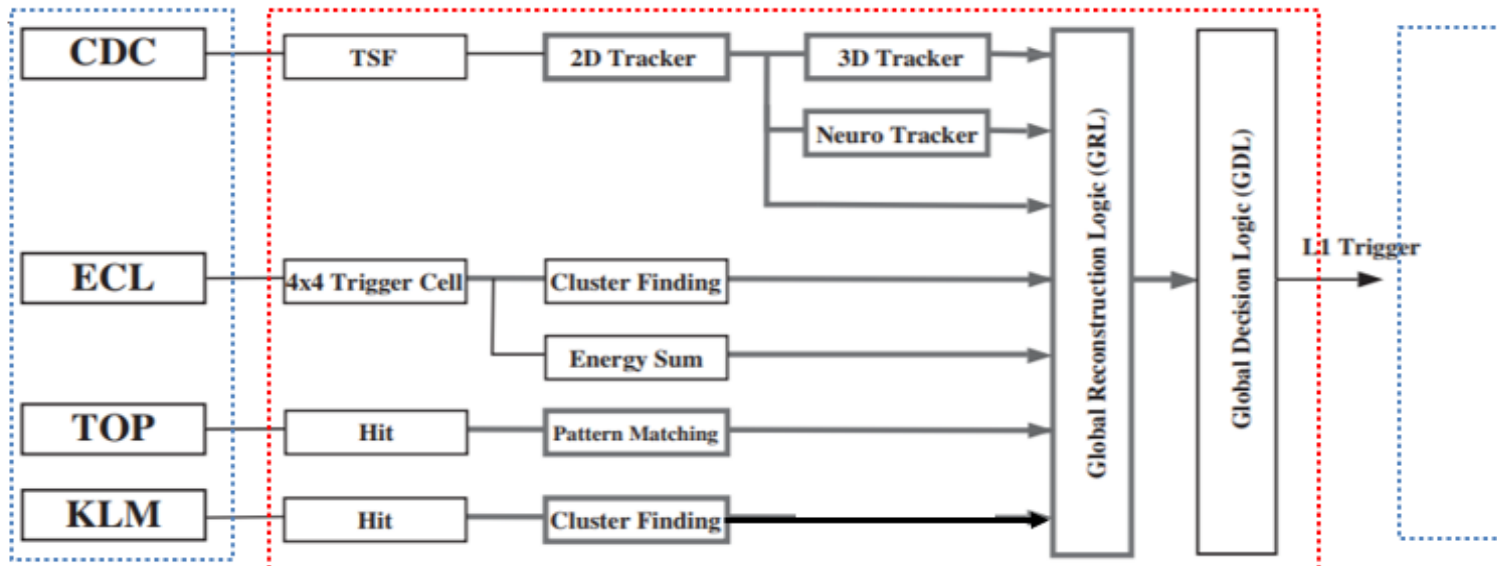 CDC
TSF
2D Tracker
3D Tracker
Neuro Tracker
ECL
4x4 Trigger Cell
Cluster Finding
Energy Sum
TOP
Hit
Pattern Matching
KLM
Hit
Cluster Finding
Global Reconstruction Logic (GRL)
Global Decision Logic (GDL)
L1 Trigger